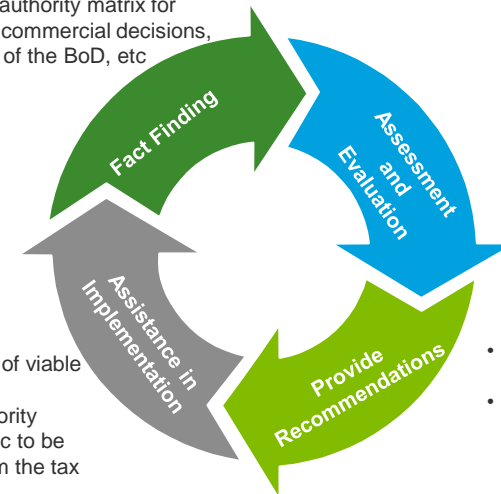 authority matrix for
commercial decisions,
of the BoD, etc
Fact Finding
Assessment
and
Evaluation
Provide
Recommendations
Assistance in
Implementation
of viable
ority
c to be
n the tax
•
•